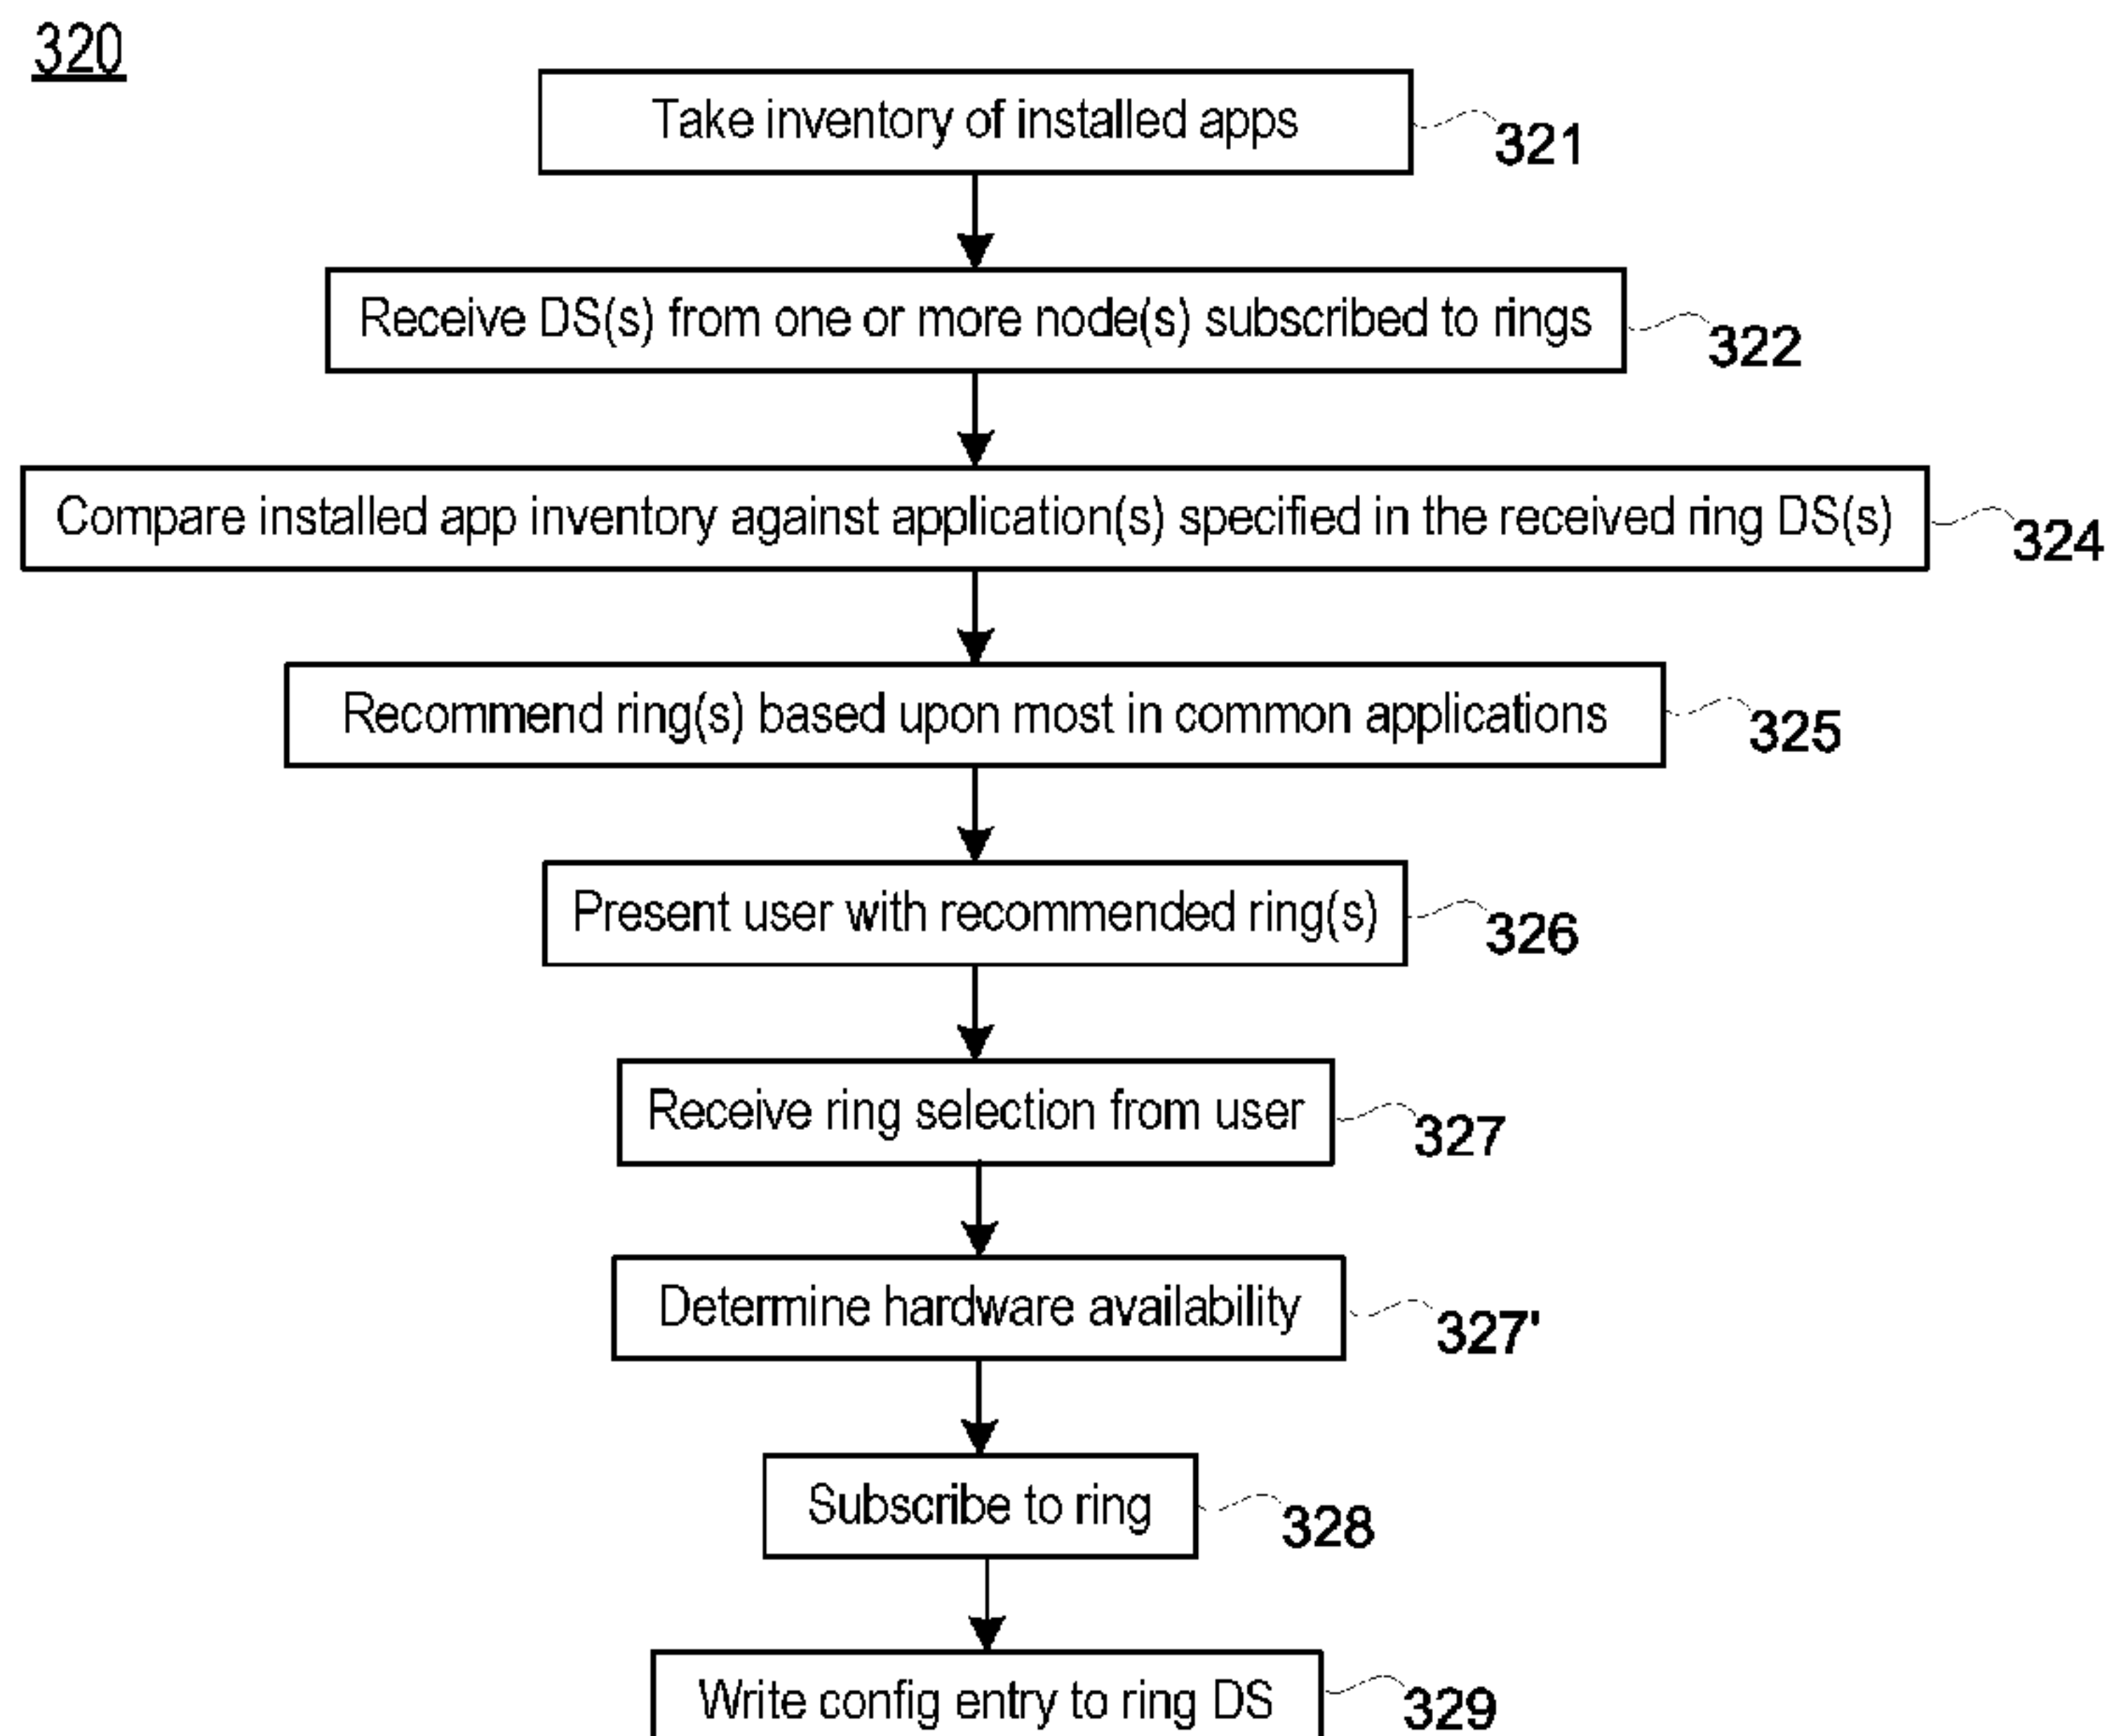 320
Take inventory of installed apps
321
Receive DS(s) from one or more node(s) subscribed to rings
322
Compare installed app inventory against application(s) specified in the received ring DS(s)
324
Recommend ring(s) based upon most in common applications
325
Present user with recommended ring(s)
326
Receive ring selection from user
327
Determine hardware availability
327'
Subscribe to ring
328
Write config entry to ring DS
329